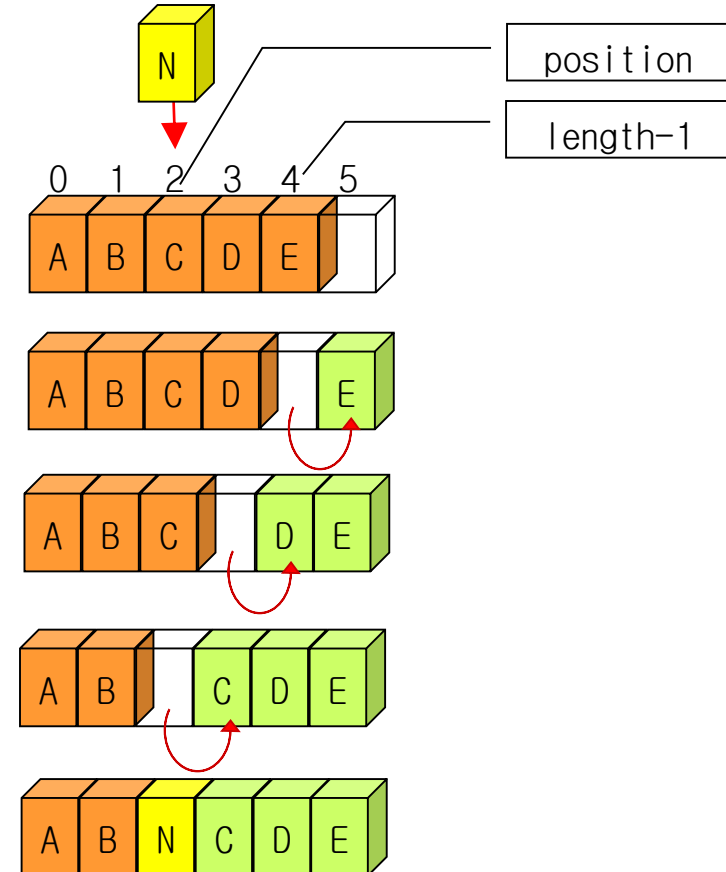 N
position
length-1
0 1 2 3 4 5
A B C D E
A B C D E
A B C D E
A B C D E
A B N C D E